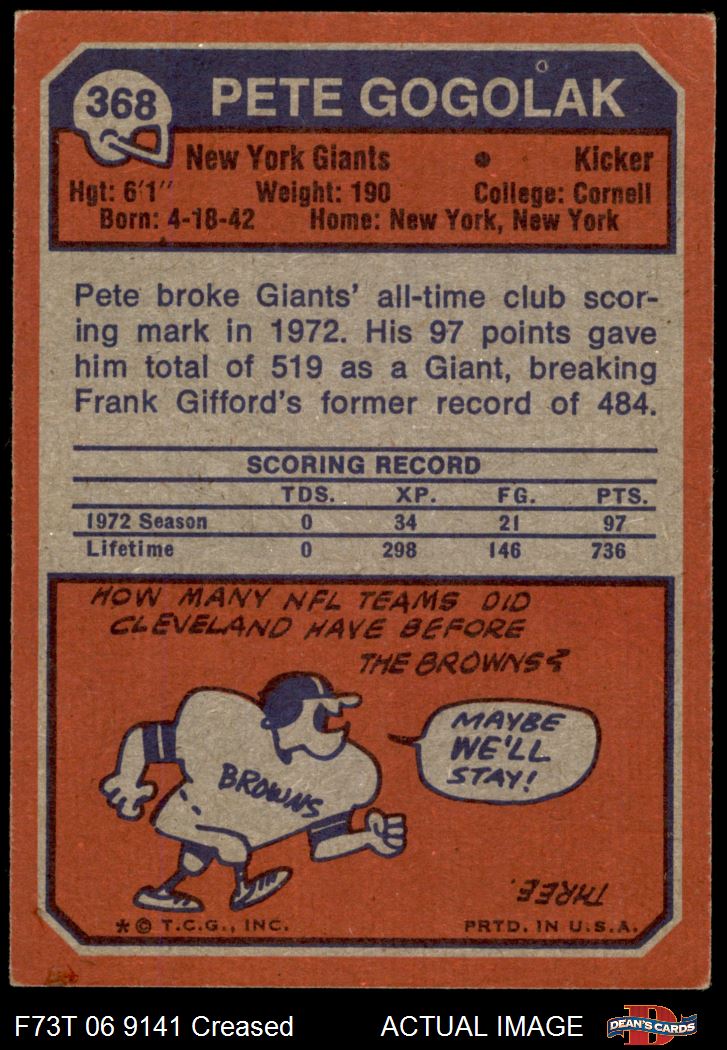 368
PETE GOGOLAK
New York Giants • Kicker
Hgt: 6'1" Weight: 190 College: Cornell
Born: 4-18-42 Home: New York, New York
Pete broke Giants' all-time club scor-
ing mark in 1972. His 97 points gave
him total of 519 as a Giant, breaking
Frank Gifford's former record of 484.
SCORING RECORD
TDS. XP. FG. PTS.
1972 Season 0 34 21 97
Lifetime 0 298 146 736
HOW MANY NFL TEAMS DID
CLEVELAND HAVE BEFORE
THE BROWNS?
MAYBE
WE'LL
STAY!
BROWNS
THREE.
* © T.C.G., INC. PRTD. IN U.S.A.
F73T 06 9141 Creased ACTUAL IMAGE
D
DEAN'S CARDS